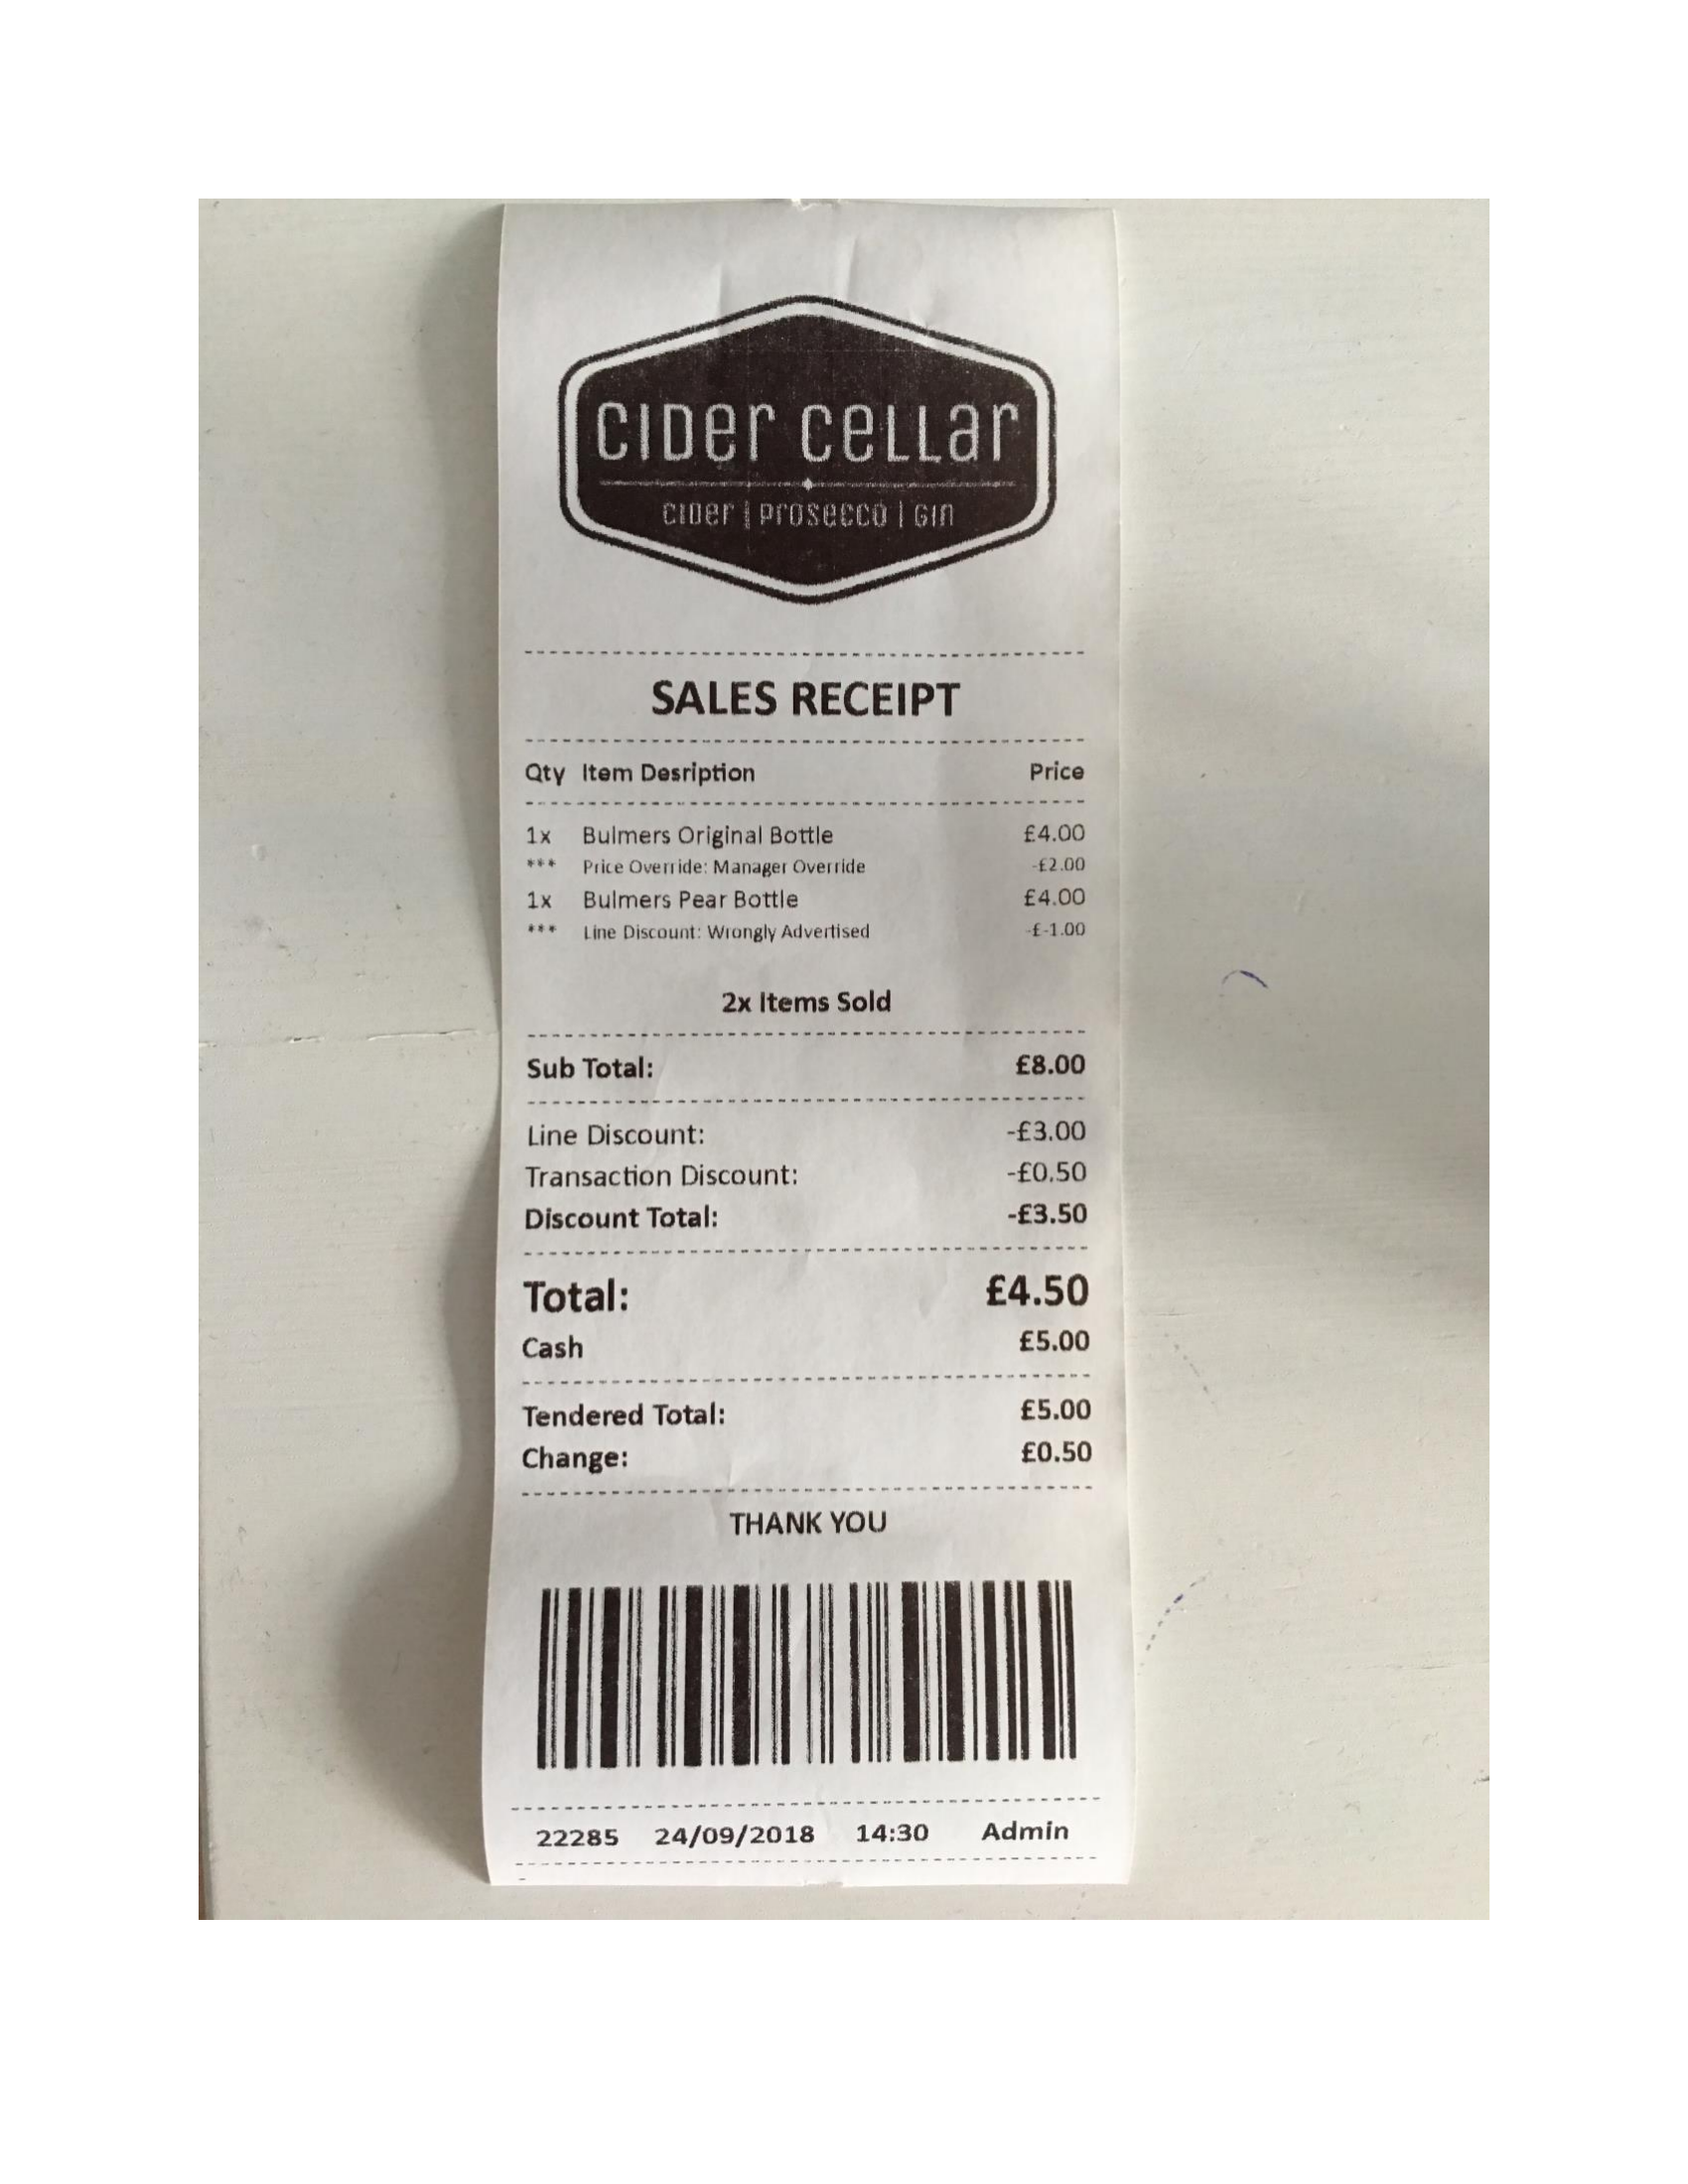 CIDER CELLAR
CIDER | PROSECCO | GIN
SALES RECEIPT
Qty Item Desription Price
1x Bulmers Original Bottle £4.00
*** Price Override: Manager Override -£2.00
1x Bulmers Pear Bottle £4.00
*** Line Discount: Wrongly Advertised -£-1.00
2x Items Sold
Sub Total: £8.00
Line Discount: -£3.00
Transaction Discount: -£0.50
Discount Total: -£3.50
Total: £4.50
Cash £5.00
Tendered Total: £5.00
Change: £0.50
THANK YOU
22285 24/09/2018 14:30 Admin